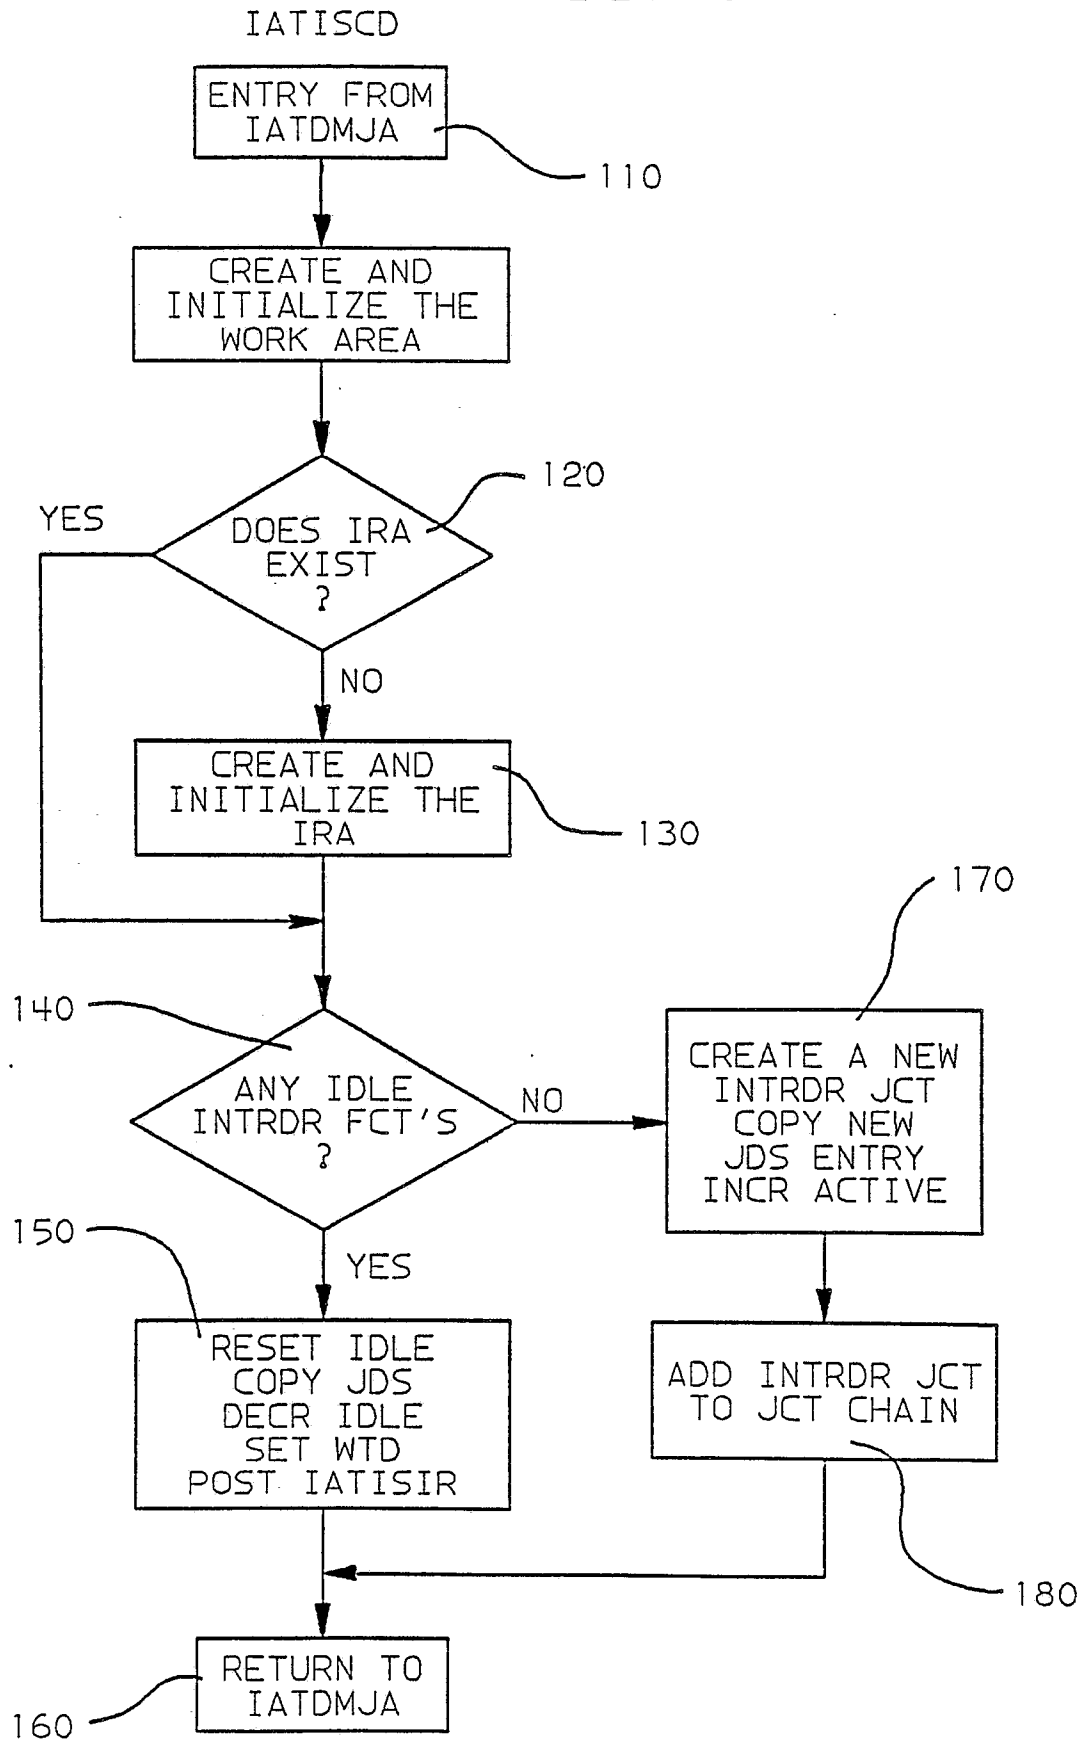 IATISCD
ENTRY FROM
IATDMJA
110
CREATE AND
INITIALIZE THE
WORK AREA
120
YES
DOES IRA
EXIST
?
NO
CREATE AND
INITIALIZE THE
IRA
130
170
140
ANY IDLE
INTRDR FCT'S
?
NO
CREATE A NEW
INTRDR JCT
COPY NEW
JDS ENTRY
INCR ACTIVE
150
YES
RESET IDLE
COPY JDS
DECR IDLE
SET WTD
POST IATISIR
ADD INTRDR JCT
TO JCT CHAIN
180
RETURN TO
IATDMJA
160